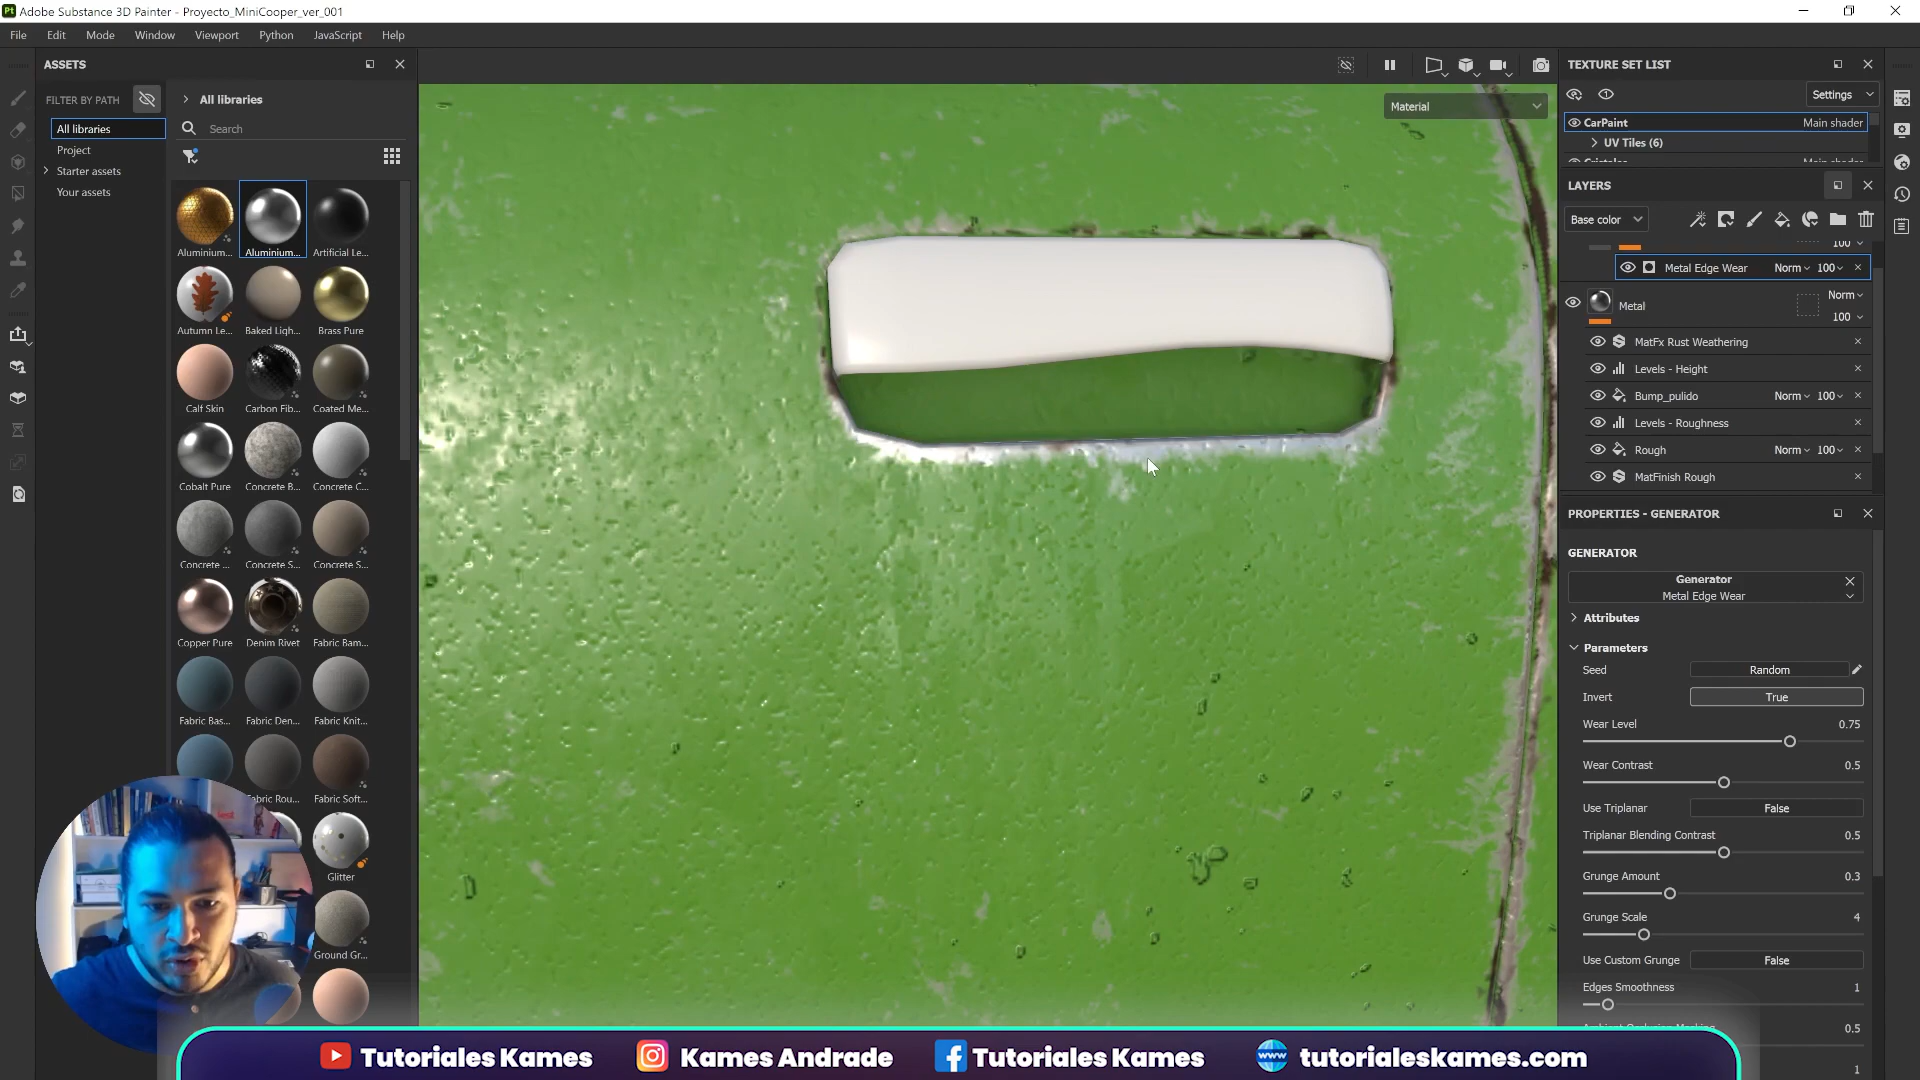 Adobe Substance 3D Painter - Proyecto_MiniCooper_ver_001
File Edit Mode Window Viewport Python JavaScript Help
ASSETS
FILTER BY PATH
All libraries
Project
Starter assets
Your assets
All libraries
Search
Aluminium... Aluminium... Artificial Le...
Autumn Le... Baked Ligh... Brass Pure
Calf Skin Carbon Fib... Coated Me...
Cobalt Pure Concrete B... Concrete C...
Concrete ... Concrete S... Concrete S...
Copper Pure Denim Rivet Fabric Bam...
Fabric Bas... Fabric Den... Fabric Knit...
Fabric Rou... Fabric Soft...
Glitter
Ground Gr...
Material
TEXTURE SET LIST
Settings
CarPaint Main shader
UV Tiles (6)
Cristales Main shader
LAYERS
Base color
100
Metal Edge Wear Norm 100
Metal Norm
100
MatFx Rust Weathering
Levels - Height
Bump_pulido Norm 100
Levels - Roughness
Rough Norm 100
MatFinish Rough
PROPERTIES - GENERATOR
GENERATOR
Generator
Metal Edge Wear
Attributes
Parameters
Seed Random
Invert True
Wear Level 0.75
Wear Contrast 0.5
Use Triplanar False
Triplanar Blending Contrast 0.5
Grunge Amount 0.3
Grunge Scale 4
Use Custom Grunge False
Edges Smoothness 1
Ambient Occlusion Masking 0.5
1
Tutoriales Kames Kames Andrade Tutoriales Kames tutorialeskames.com